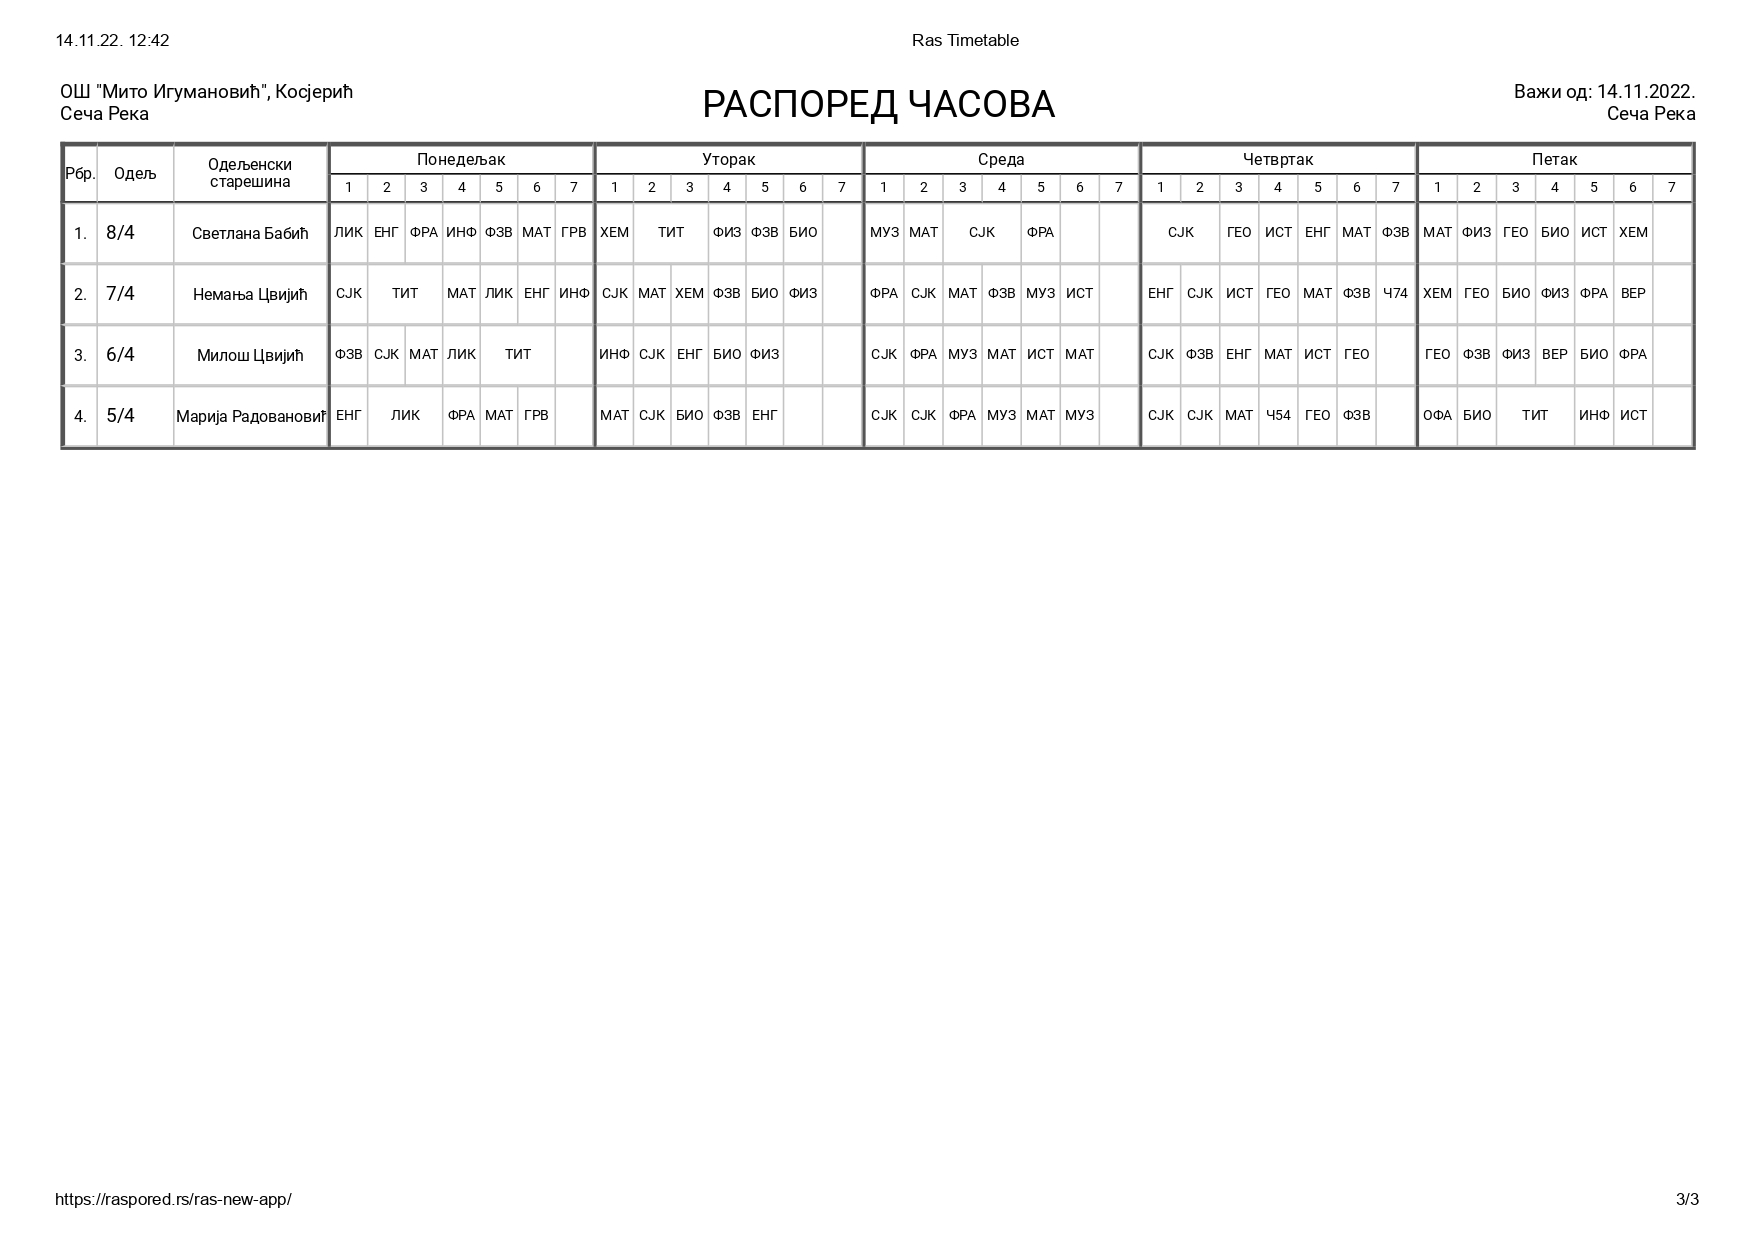 14.11.22. 12:42 Ras Timetable
ОШ "Мито Игумановић", Косјерић
Сеча Река
РАСПОРЕД ЧАСОВА
Важи од: 14.11.2022.
Сеча Река
Рбр. Одељ Одељенски старешина Понедељак Уторак Среда Четвртак Петак
1 2 3 4 5 6 7 1 2 3 4 5 6 7 1 2 3 4 5 6 7 1 2 3 4 5 6 7 1 2 3 4 5 6 7
1. 8/4 Светлана Бабић ЛИК ЕНГ ФРА ИНФ ФЗВ МАТ ГРВ ХЕМ ТИТ ФИЗ ФЗВ БИО МУЗ МАТ СЈК ФРА СЈК ГЕО ИСТ ЕНГ МАТ ФЗВ МАТ ФИЗ ГЕО БИО ИСТ ХЕМ
2. 7/4 Немања Цвијић СЈК ТИТ МАТ ЛИК ЕНГ ИНФ СЈК МАТ ХЕМ ФЗВ БИО ФИЗ ФРА СЈК МАТ ФЗВ МУЗ ИСТ ЕНГ СЈК ИСТ ГЕО МАТ ФЗВ Ч74 ХЕМ ГЕО БИО ФИЗ ФРА ВЕР
3. 6/4 Милош Цвијић ФЗВ СЈК МАТ ЛИК ТИТ ИНФ СЈК ЕНГ БИО ФИЗ СЈК ФРА МУЗ МАТ ИСТ МАТ СЈК ФЗВ ЕНГ МАТ ИСТ ГЕО ГЕО ФЗВ ФИЗ ВЕР БИО ФРА
4. 5/4 Марија Радовановић ЕНГ ЛИК ФРА МАТ ГРВ МАТ СЈК БИО ФЗВ ЕНГ СЈК СЈК ФРА МУЗ МАТ МУЗ СЈК СЈК МАТ Ч54 ГЕО ФЗВ ОФА БИО ТИТ ИНФ ИСТ
https://raspored.rs/ras-new-app/ 3/3